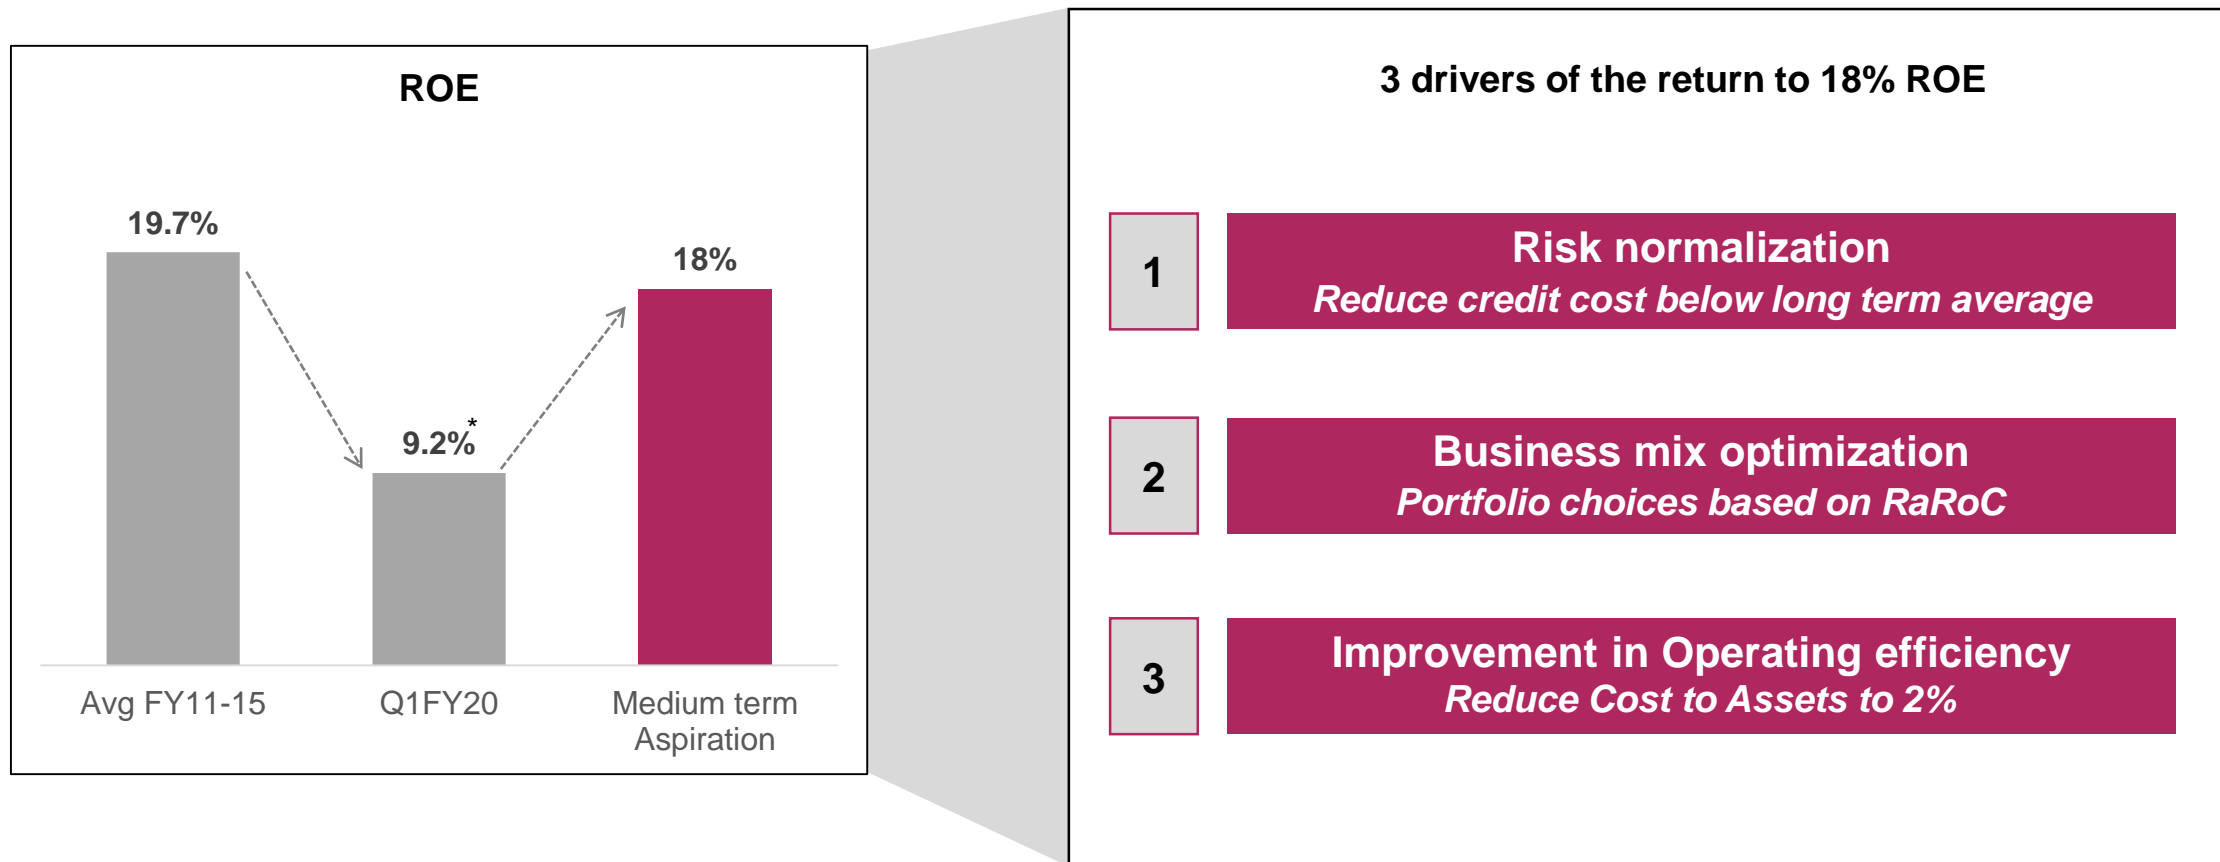 ROE
19.7%
9.2%*
18%
Avg FY11-15
Q1FY20
Medium term
Aspiration
3 drivers of the return to 18% ROE
1
Risk normalization
Reduce credit cost below long term average
2
Business mix optimization
Portfolio choices based on RaRoC
3
Improvement in Operating efficiency
Reduce Cost to Assets to 2%